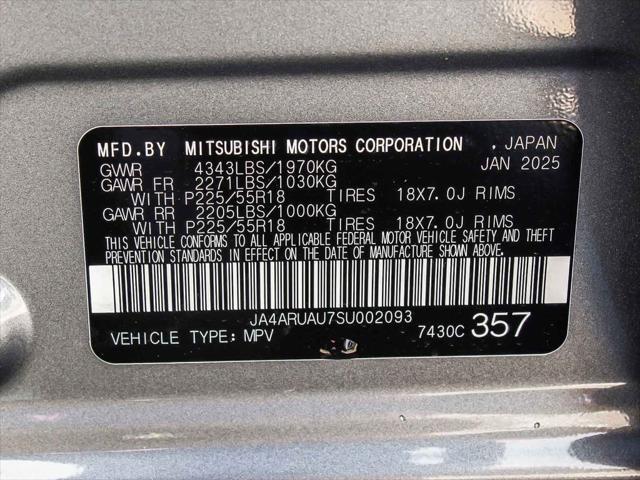 MFD.BY MITSUBISHI MOTORS CORPORATION , JAPAN
GVWR 4343LBS/1970KG JAN 2025
GAWR FR 2271LBS/1030KG
WITH P225/55R18 TIRES 18X7.0J RIMS
GAWR RR 2205LBS/1000KG
WITH P225/55R18 TIRES 18X7.0J RIMS
THIS VEHICLE CONFORMS TO ALL APPLICABLE FEDERAL MOTOR VEHICLE SAFETY AND THEFT
PREVENTION STANDARDS IN EFFECT ON THE DATE OF MANUFACTURE SHOWN ABOVE.
JA4ARUAU7SU002093
VEHICLE TYPE: MPV 7430C 357